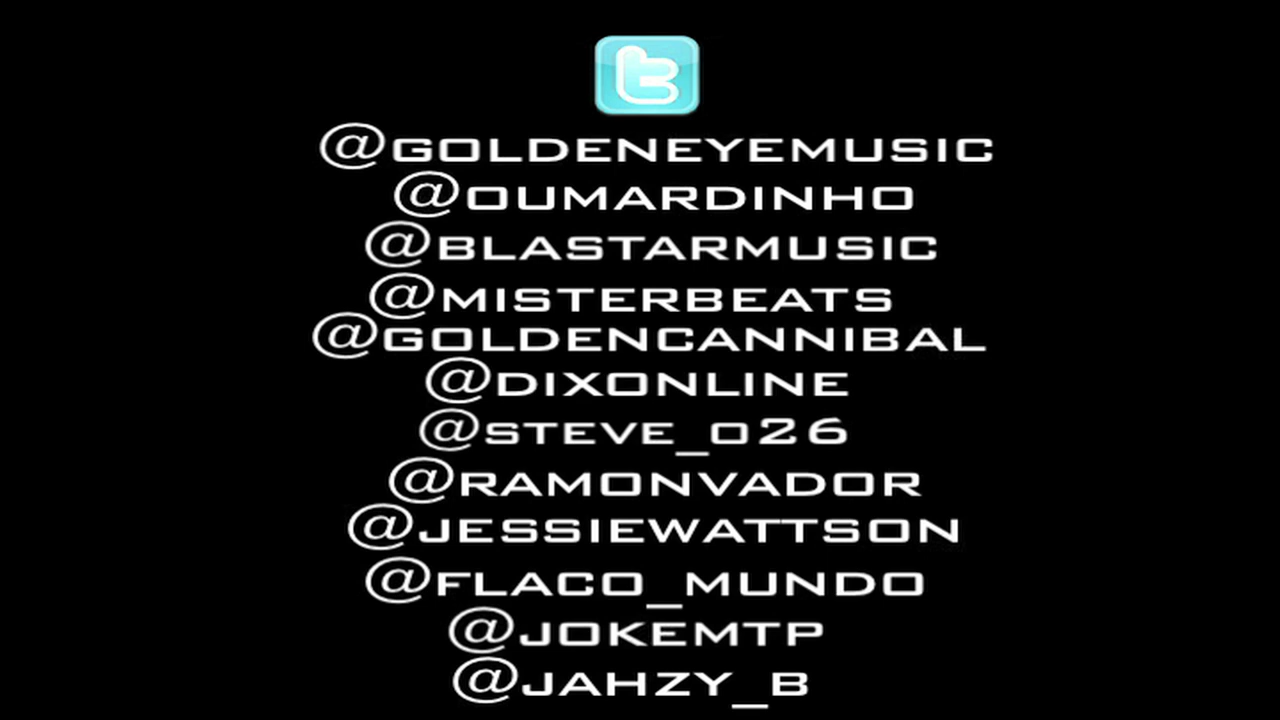 @GOLDENEYEMUSIC
@OUMARDINHO
@BLASTARMUSIC
@MISTERBEATS
@GOLDENCANNIBAL
@DIXONLINE
@STEVE_026
@RAMONVADOR
@JESSIEWATTSON
@FLACO_MUNDO
@JOKEMTP
@JAHZY_B